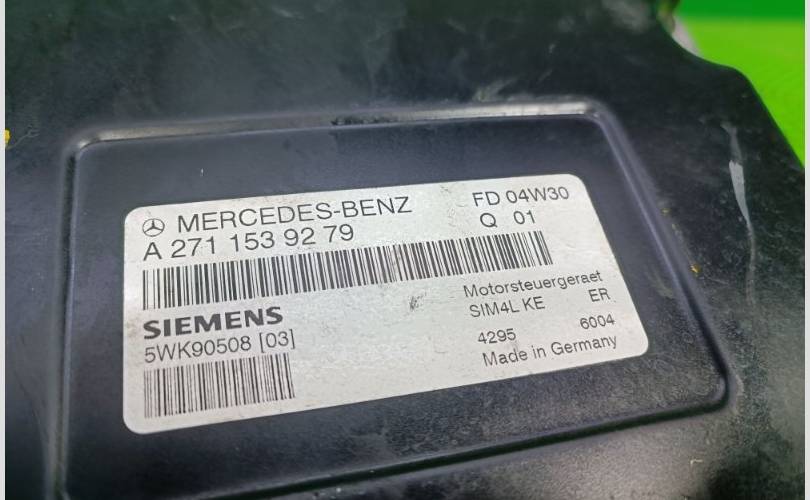 MERCEDES-BENZ
A 271 153 92 79
FD 04W30
Q 01
SIEMENS
5WK90508 [03]
Motorsteuergeraet
SIM4L KE ER
4295 6004
Made in Germany